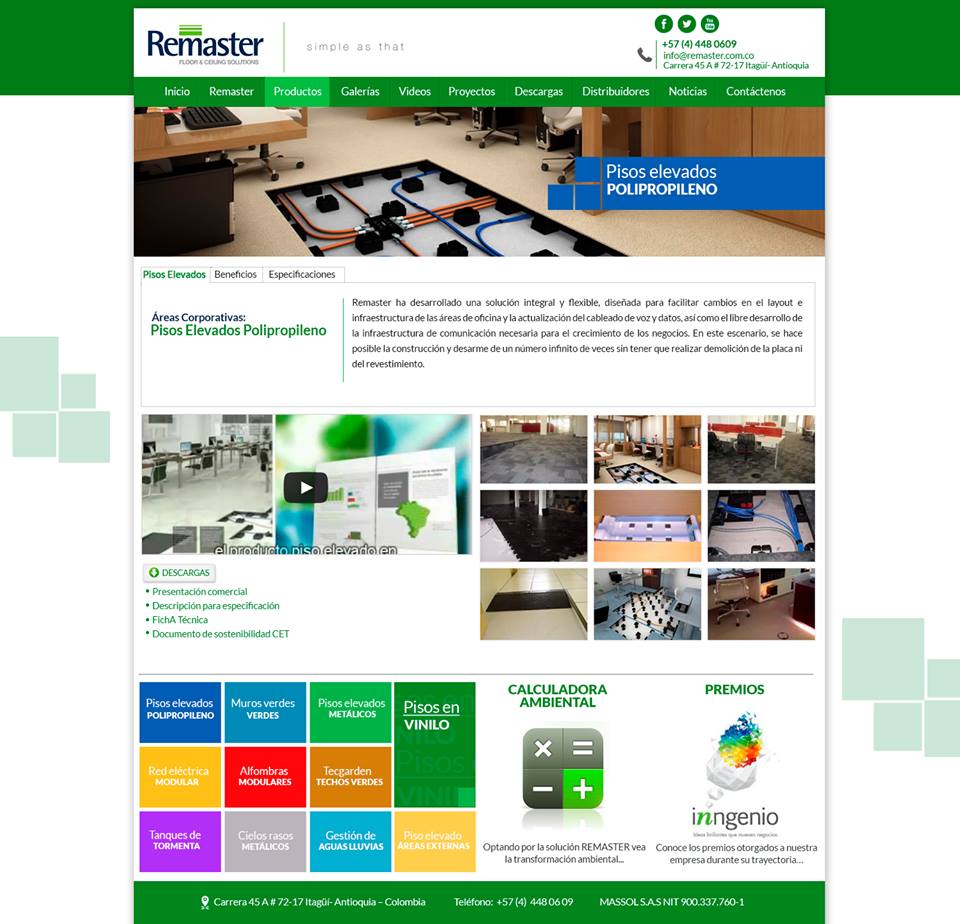 Remaster
FLOOR & CEILING SOLUTIONS
simple as that
+57 (4) 448 0609
info@remaster.com.co
Carrera 45 A # 72-17 Itagüí- Antioquia
Inicio Remaster Productos Galerías Videos Proyectos Descargas Distribuidores Noticias Contáctenos
Pisos elevados
POLIPROPILENO
Pisos Elevados Beneficios Especificaciones
Áreas Corporativas:
Pisos Elevados Polipropileno
Remaster ha desarrollado una solución integral y flexible, diseñada para facilitar cambios en el layout e
infraestructura de las áreas de oficina y la actualización del cableado de voz y datos, así como el libre desarrollo de
la infraestructura de comunicación necesaria para el crecimiento de los negocios. En este escenario, se hace
posible la construcción y desarme de un número infinito de veces sin tener que realizar demolición de la placa ni
del revestimiento.
el producto piso elevado en
DESCARGAS
• Presentación comercial
• Descripción para especificación
• FichA Técnica
• Documento de sostenibilidad CET
Pisos elevados
POLIPROPILENO
Muros verdes
VERDES
Pisos elevados
METÁLICOS
Pisos en
VINILO
Red eléctrica
MODULAR
Alfombras
MODULARES
Tecgarden
TECHOS VERDES
Tanques de
TORMENTA
Cielos rasos
METÁLICOS
Gestión de
AGUAS LLUVIAS
Piso elevado
ÁREAS EXTERNAS
CALCULADORA
AMBIENTAL
Optando por la solución REMASTER vea
la transformación ambiental...
PREMIOS
inngenio
Ideas brillantes que mueven negocios
Conoce los premios otorgados a nuestra
empresa durante su trayectoria...
Carrera 45 A # 72-17 Itagüí- Antioquia – Colombia Teléfono: +57 (4) 448 06 09 MASSOL S.A.S NIT 900.337.760-1